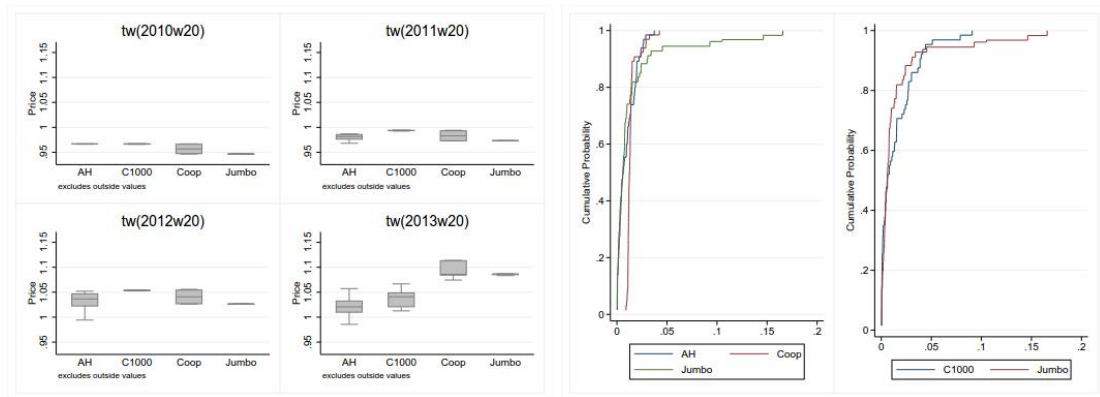 tw(2010w20)
Price
.95 1 1.05 1.1 1.15
AH C1000 Coop Jumbo
excludes outside values
tw(2011w20)
Price
.95 1 1.05 1.1 1.15
AH C1000 Coop Jumbo
excludes outside values
tw(2012w20)
Price
.95 1 1.05 1.1 1.15
AH C1000 Coop Jumbo
excludes outside values
tw(2013w20)
Price
.95 1 1.05 1.1 1.15
AH C1000 Coop Jumbo
excludes outside values
Cumulative Probability
1
.8
.6
.4
.2
0
0 .05 .1 .15 .2
AH Coop
Jumbo
Cumulative Probability
1
.8
.6
.4
.2
0
0 .05 .1 .15 .2
C1000 Jumbo